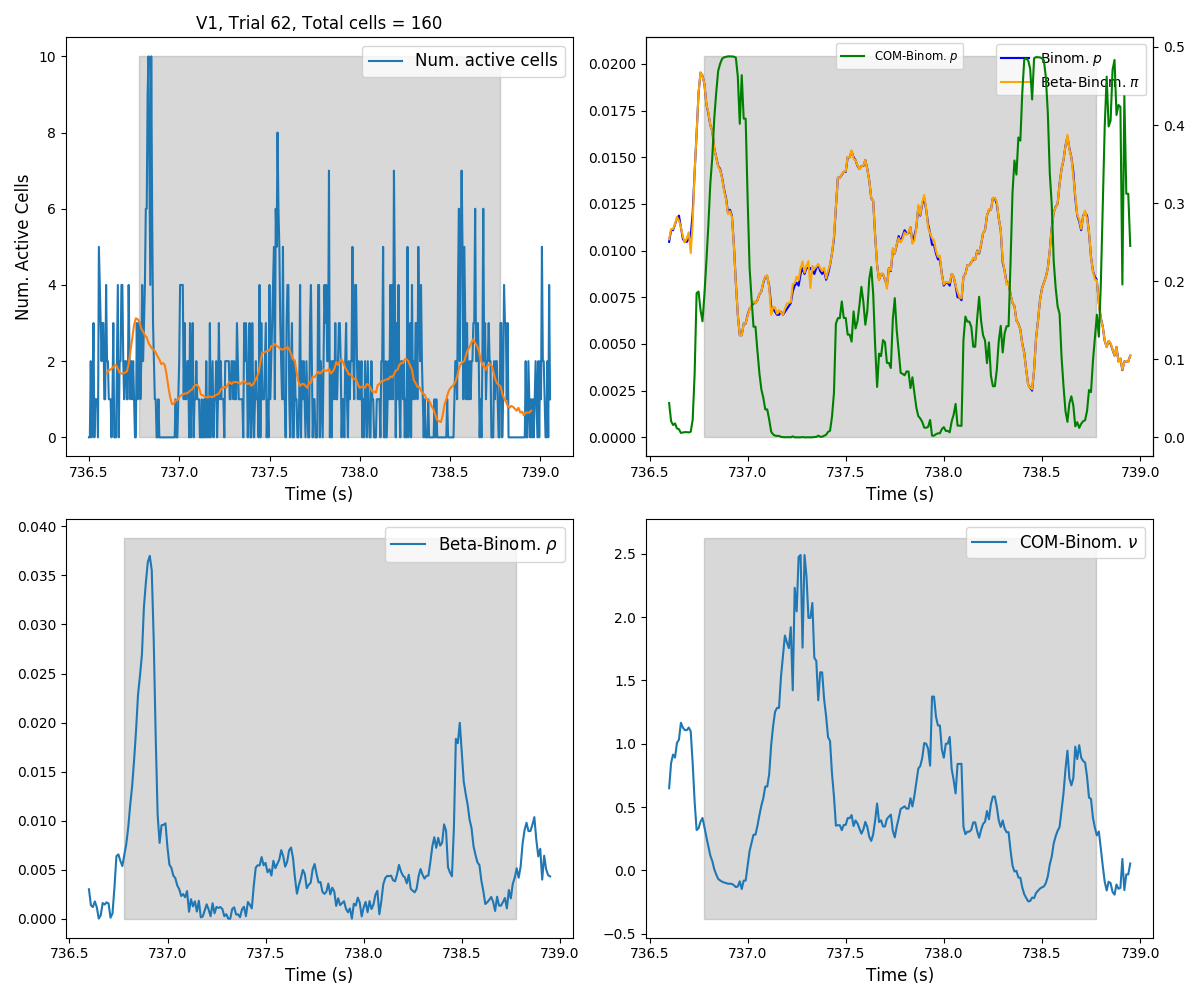 V1, Trial 62, Total cells = 160
Num. active cells
Num. Active Cells
10
8
6
4
2
0
736.5 737.0 737.5 738.0 738.5 739.0
Time (s)
COM-Binom. p
Binom. p
Beta-Binom. π
0.0200
0.0175
0.0150
0.0125
0.0100
0.0075
0.0050
0.0025
0.0000
0.5
0.4
0.3
0.2
0.1
0.0
736.5 737.0 737.5 738.0 738.5 739.0
Time (s)
Beta-Binom. ρ
0.040
0.035
0.030
0.025
0.020
0.015
0.010
0.005
0.000
736.5 737.0 737.5 738.0 738.5 739.0
Time (s)
COM-Binom. ν
2.5
2.0
1.5
1.0
0.5
0.0
−0.5
736.5 737.0 737.5 738.0 738.5 739.0
Time (s)